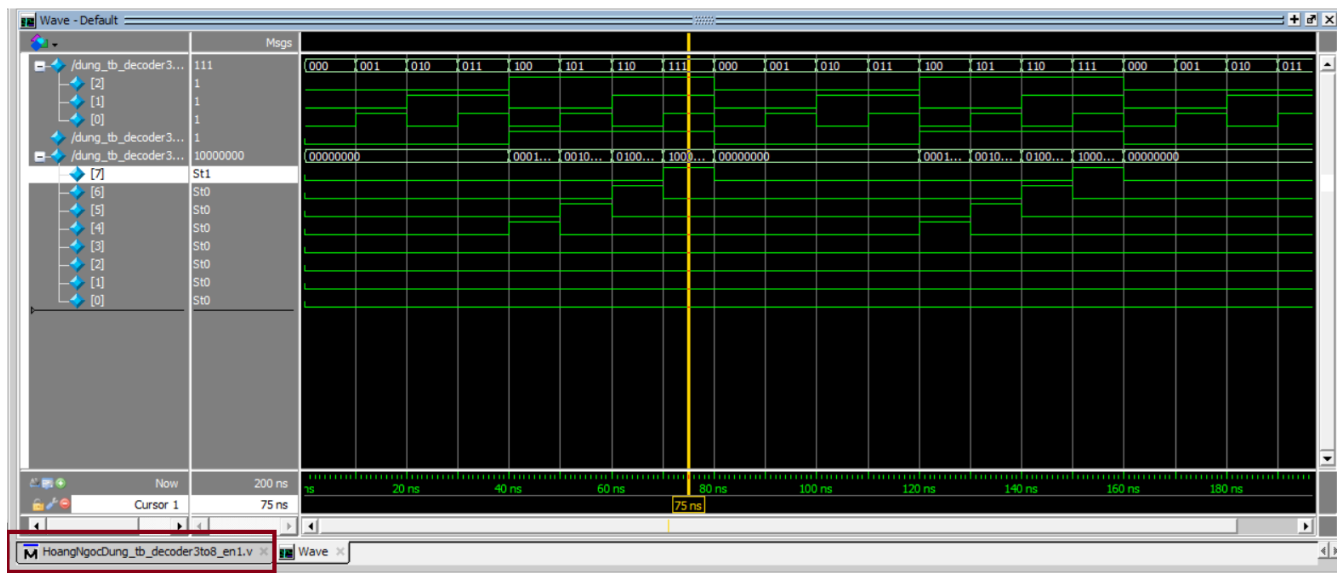 Wave - Default
Msgs
/dung_tb_decoder3... 111 000 001 010 011 100 101 110 111 000 001 010 011 100 101 110 111 000 001 010 011
[2] 1
[1] 1
[0] 1
/dung_tb_decoder3... 1
/dung_tb_decoder3... 10000000 00000000 0001... 0010... 0100... 1000... 00000000 0001... 0010... 0100... 1000... 00000000
[7] St1
[6] St0
[5] St0
[4] St0
[3] St0
[2] St0
[1] St0
[0] St0
Now 200 ns ns 20 ns 40 ns 60 ns 80 ns 100 ns 120 ns 140 ns 160 ns 180 ns
Cursor 1 75 ns 75 ns
HoangNgocDung_tb_decoder3to8_en1.v Wave